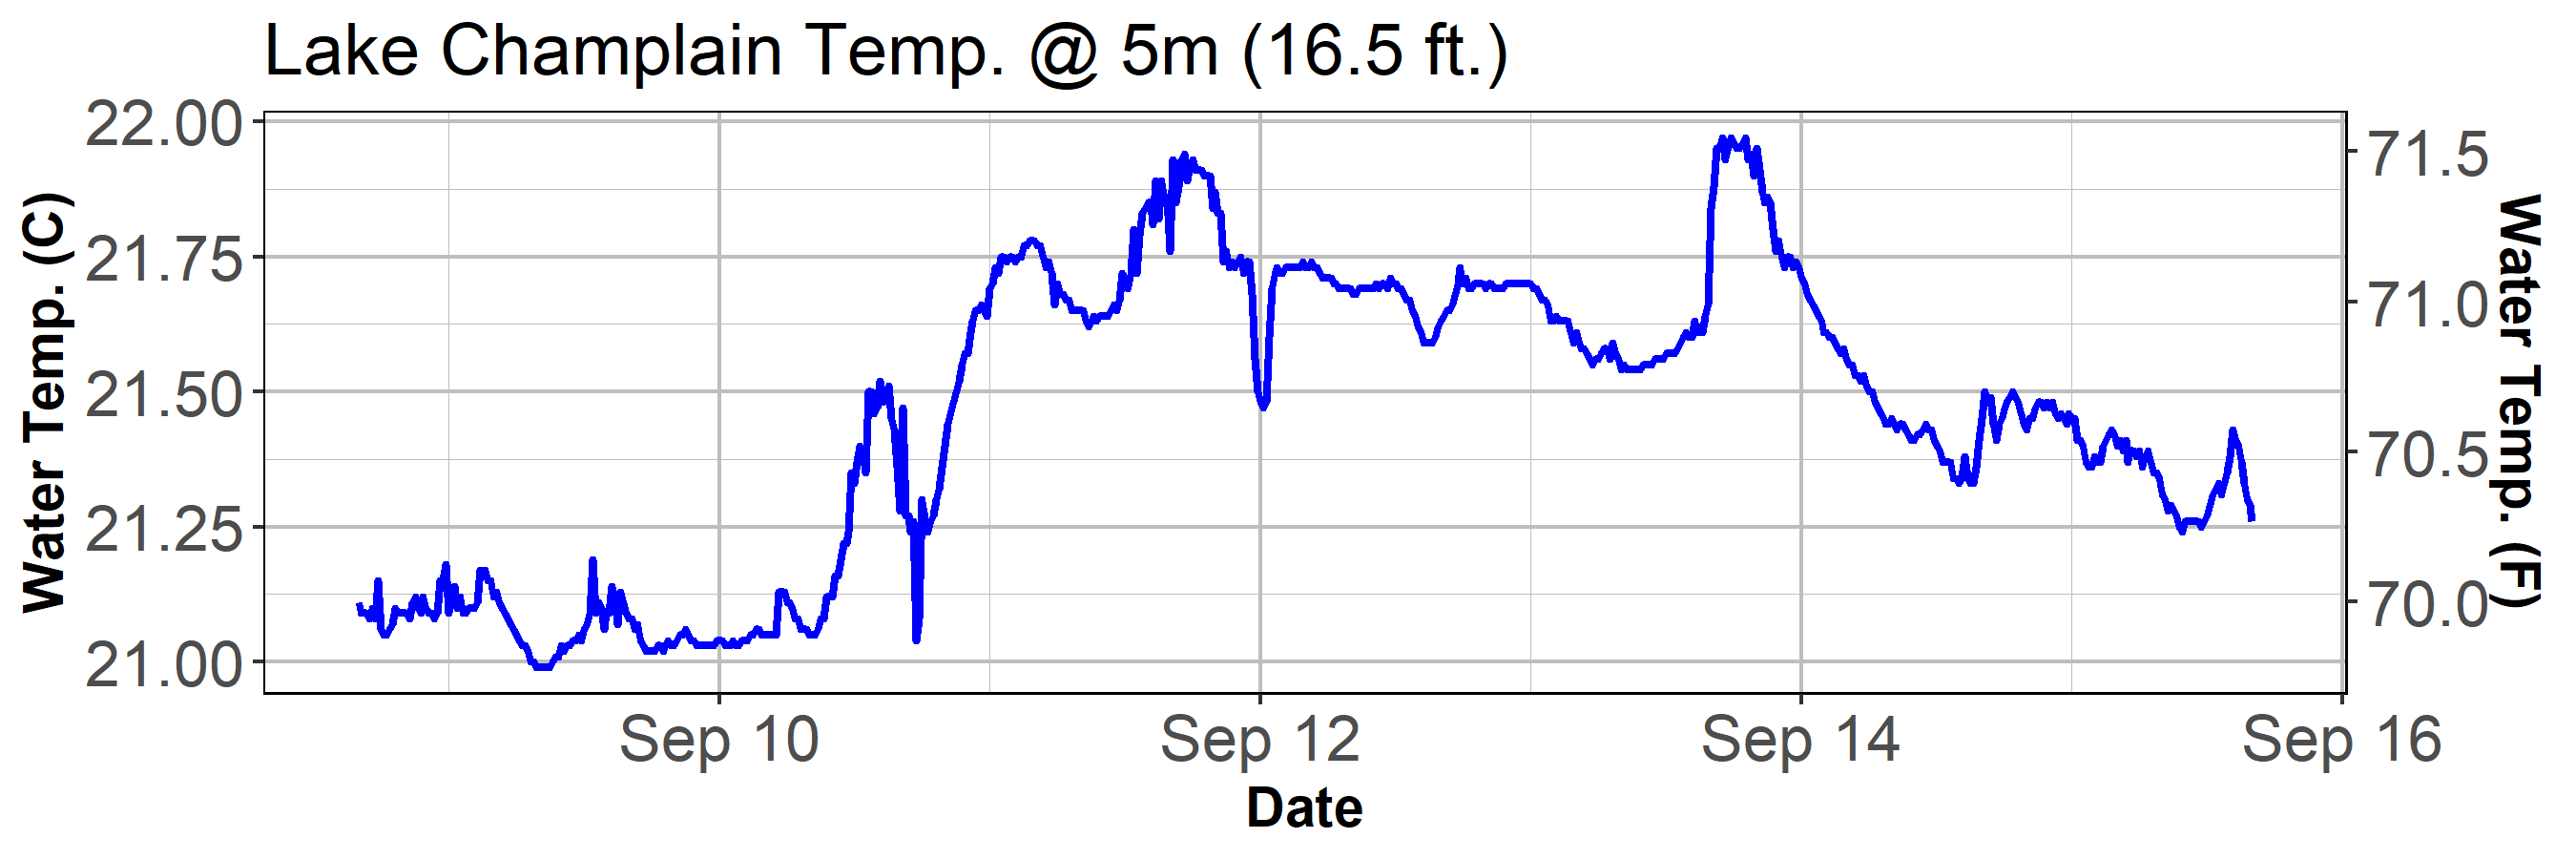 Lake Champlain Temp. @ 5m (16.5 ft.)
22.00
21.75
21.50
21.25
21.00
Water Temp. (C)
71.5
71.0
70.5
70.0
Water Temp. (F)
Sep 10 Sep 12 Sep 14 Sep 16
Date